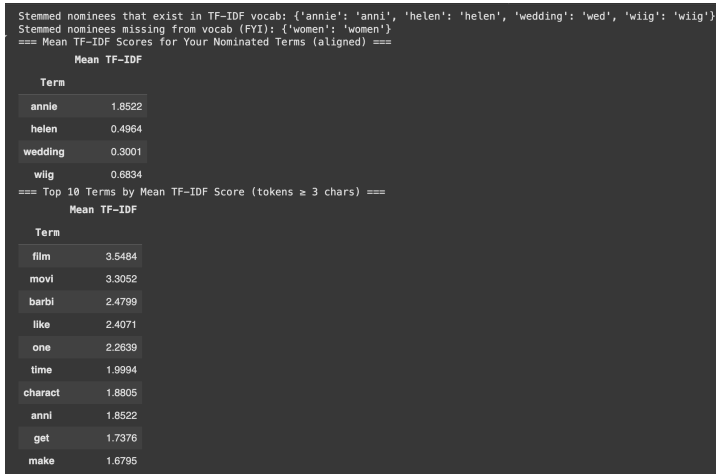 Stemmed nominees that exist in TF-IDF vocab: {'annie': 'anni', 'helen': 'helen', 'wedding': 'wed', 'wiig': 'wiig'}
Stemmed nominees missing from vocab (FYI): {'women': 'women'}
=== Mean TF-IDF Scores for Your Nominated Terms (aligned) ===
Mean TF-IDF
Term
annie 1.8522
helen 0.4964
wedding 0.3001
wiig 0.6834
=== Top 10 Terms by Mean TF-IDF Score (tokens ≥ 3 chars) ===
Mean TF-IDF
Term
film 3.5484
movi 3.3052
barbi 2.4799
like 2.4071
one 2.2639
time 1.9994
charact 1.8805
anni 1.8522
get 1.7376
make 1.6795